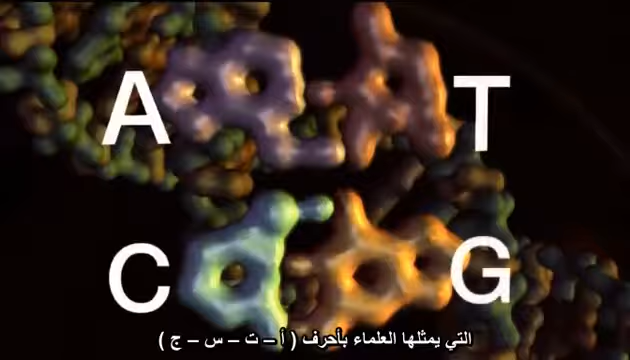 A T
C G
التي يمثلها العلماء بأحرف ( أ – ت – س – ج )